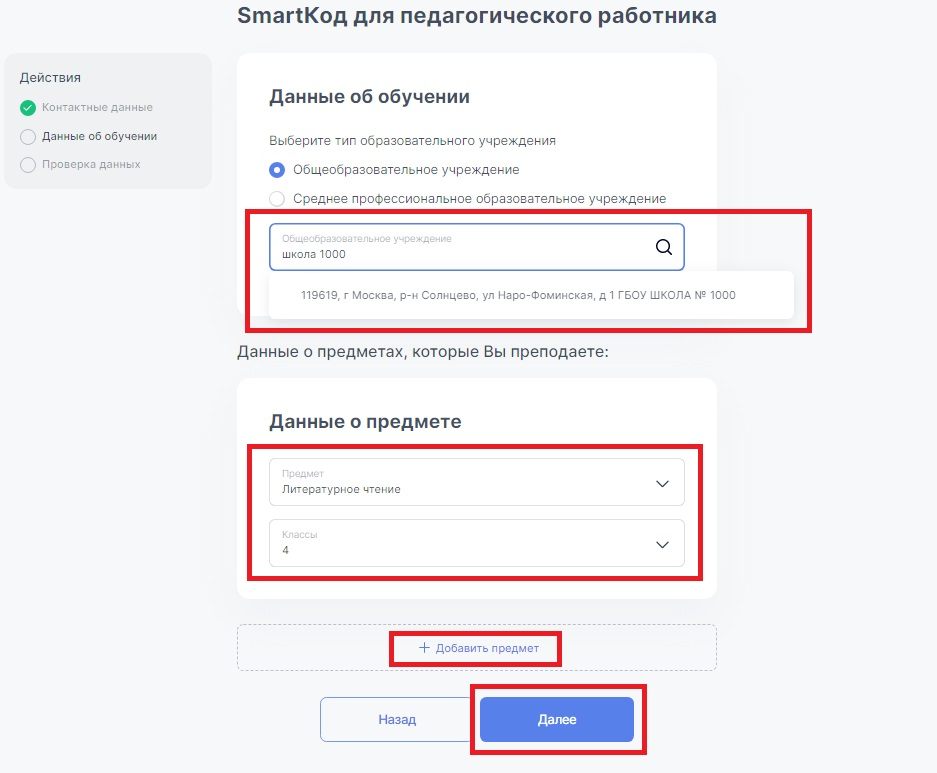 SmartКод для педагогического работника
Действия
Контактные данные
Данные об обучении
Проверка данных
Данные об обучении
Выберите тип образовательного учреждения
Общеобразовательное учреждение
Среднее профессиональное образовательное учреждение
Общеобразовательное учреждение
школа 1000
119619, г Москва, р-н Солнцево, ул Наро-Фоминская, д 1 ГБОУ ШКОЛА № 1000
Данные о предметах, которые Вы преподаете:
Данные о предмете
Предмет
Литературное чтение
Классы
4
+ Добавить предмет
Назад
Далее